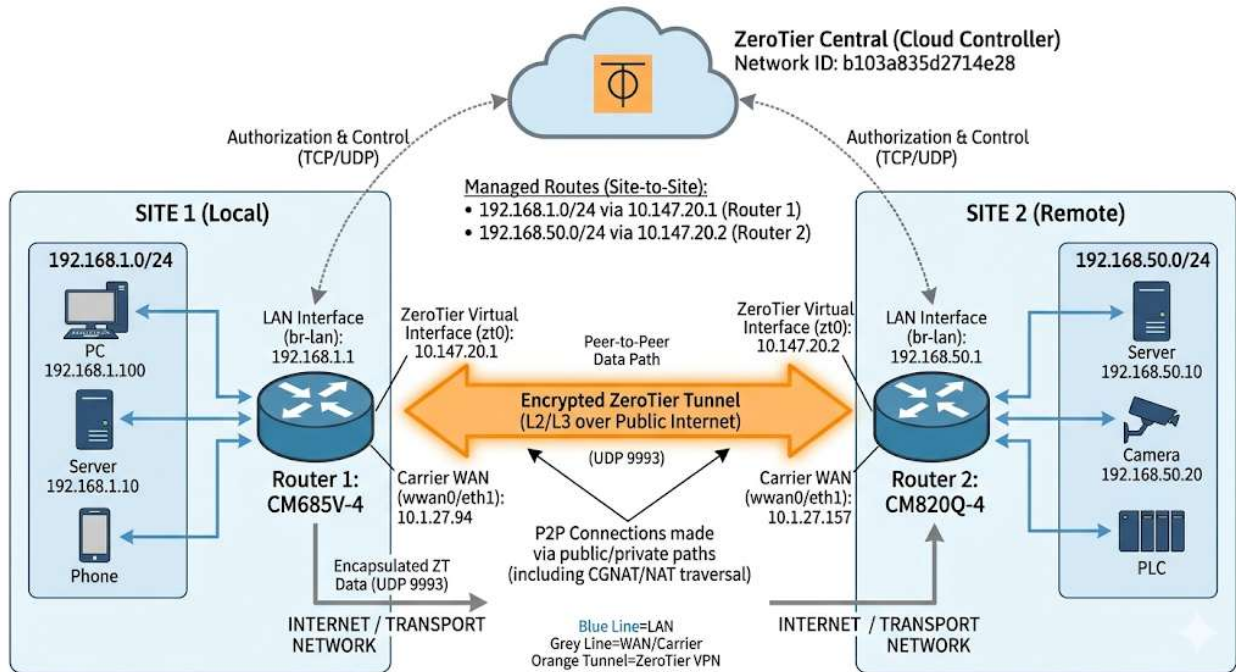 ZeroTier Central (Cloud Controller)
Network ID: b103a835d2714e28
Authorization & Control
(TCP/UDP)
Authorization & Control
(TCP/UDP)
Managed Routes (Site-to-Site):
• 192.168.1.0/24 via 10.147.20.1 (Router 1)
• 192.168.50.0/24 via 10.147.20.2 (Router 2)
SITE 1 (Local)
192.168.1.0/24
PC
192.168.1.100
Server
192.168.1.10
Phone
LAN Interface
(br-lan):
192.168.1.1
Router 1:
CM685V-4
ZeroTier Virtual
Interface (zt0):
10.147.20.1
Carrier WAN
(wwan0/eth1):
10.1.27.94
Encapsulated ZT
Data (UDP 9993)
INTERNET / TRANSPORT
NETWORK
Peer-to-Peer
Data Path
Encrypted ZeroTier Tunnel
(L2/L3 over Public Internet)
(UDP 9993)
P2P Connections made
via public/private paths
(including CGNAT/NAT traversal)
Blue Line=LAN
Grey Line=WAN/Carrier
Orange Tunnel=ZeroTier VPN
SITE 2 (Remote)
ZeroTier Virtual
Interface (zt0):
10.147.20.2
Carrier WAN
(wwan0/eth1):
10.1.27.157
LAN Interface
(br-lan):
192.168.50.1
Router 2:
CM820Q-4
192.168.50.0/24
Server
192.168.50.10
Camera
192.168.50.20
PLC
INTERNET / TRANSPORT
NETWORK